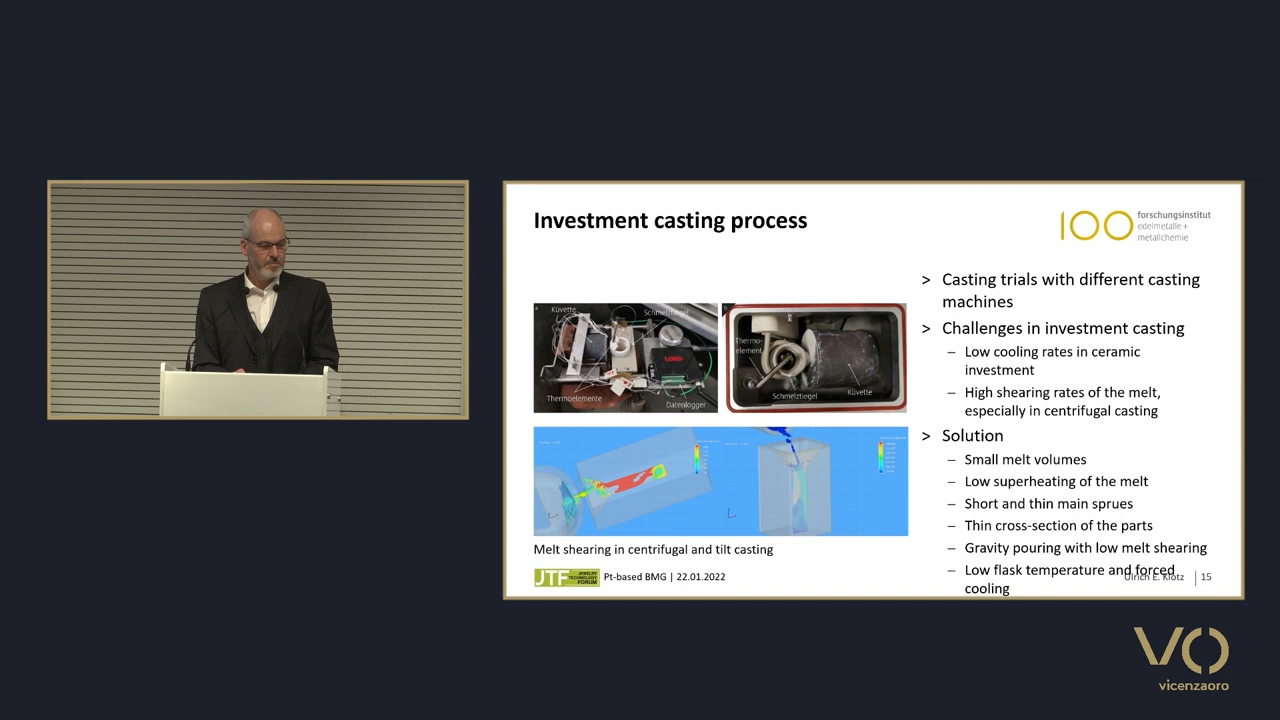 Investment casting process
100
forschungsinstitut
edelmetalle +
metallchemie
> Casting trials with different casting
machines
> Challenges in investment casting
– Low cooling rates in ceramic
investment
– High shearing rates of the melt,
especially in centrifugal casting
> Solution
– Small melt volumes
– Low superheating of the melt
– Short and thin main sprues
– Thin cross-section of the parts
– Gravity pouring with low melt shearing
– Low flask temperature and forced
cooling
Küvette
Schmelztiegel
Thermoelemente
Datenlogger
Thermo-
element
Schmelztiegel
Küvette
Melt shearing in centrifugal and tilt casting
JTF JEWELRY
TECHNOLOGY
FORUM
Pt-based BMG | 22.01.2022
Ulrich E. Klotz | 15
VO
vicenzaoro